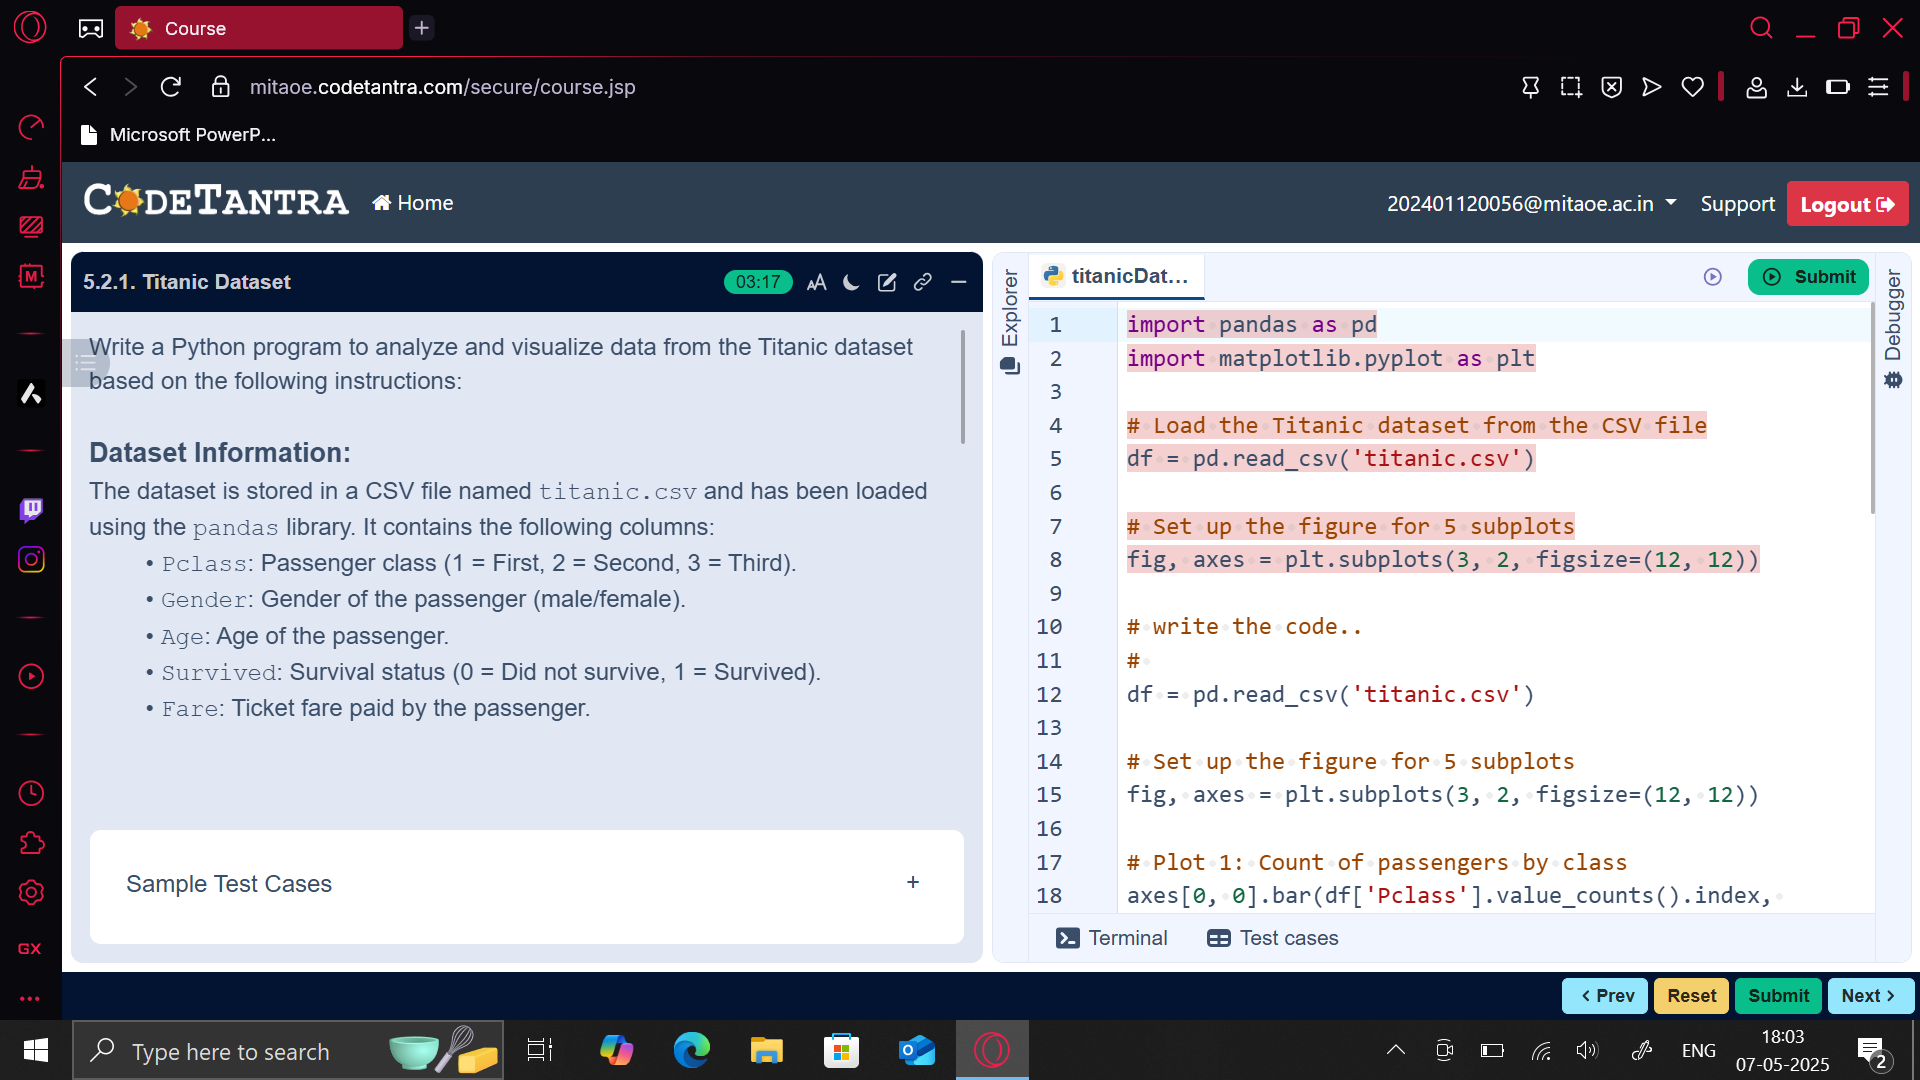 Course
mitaoe.codetantra.com/secure/course.jsp
Microsoft PowerP...
CODETANTRA
Home
202401120056@mitaoe.ac.in
Support
Logout
5.2.1. Titanic Dataset
03:17
Write a Python program to analyze and visualize data from the Titanic dataset
based on the following instructions:
Dataset Information:
The dataset is stored in a CSV file named titanic.csv and has been loaded
using the pandas library. It contains the following columns:
• Pclass: Passenger class (1 = First, 2 = Second, 3 = Third).
• Gender: Gender of the passenger (male/female).
• Age: Age of the passenger.
• Survived: Survival status (0 = Did not survive, 1 = Survived).
• Fare: Ticket fare paid by the passenger.
Sample Test Cases
+
Explorer
titanicDat...
Submit
Debugger
1 import pandas as pd
2 import matplotlib.pyplot as plt
3
4 # Load the Titanic dataset from the CSV file
5 df = pd.read_csv('titanic.csv')
6
7 # Set up the figure for 5 subplots
8 fig, axes = plt.subplots(3, 2, figsize=(12, 12))
9
10 # write the code..
11 #
12 df = pd.read_csv('titanic.csv')
13
14 # Set up the figure for 5 subplots
15 fig, axes = plt.subplots(3, 2, figsize=(12, 12))
16
17 # Plot 1: Count of passengers by class
18 axes[0, 0].bar(df['Pclass'].value_counts().index,
Terminal
Test cases
< Prev
Reset
Submit
Next >
GX
M
Type here to search
ENG
18:03
07-05-2025
2